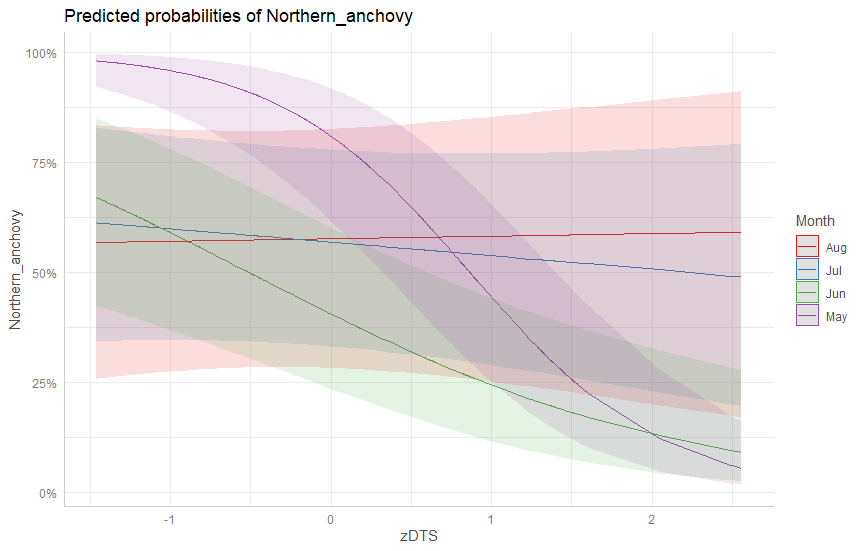 Predicted probabilities of Northern_anchovy
100%
75%
50%
25%
0%
Northern_anchovy
-1
0
1
2
zDTS
Month
Aug
Jul
Jun
May